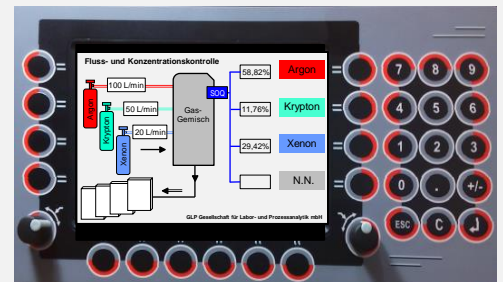 Fluss- und Konzentrationskontrolle
100 L/min
50 L/min
20 L/min
Argon
Krypton
Xenon
Gas-
Gemisch
SDQ
58,82%
Argon
11,76%
Krypton
29,42%
Xenon
N.N.
GLP Gesellschaft für Labor- und Prozessanalytik mbH
7 8 9
4 5 6
1 2 3
0 . +/-
ESC C